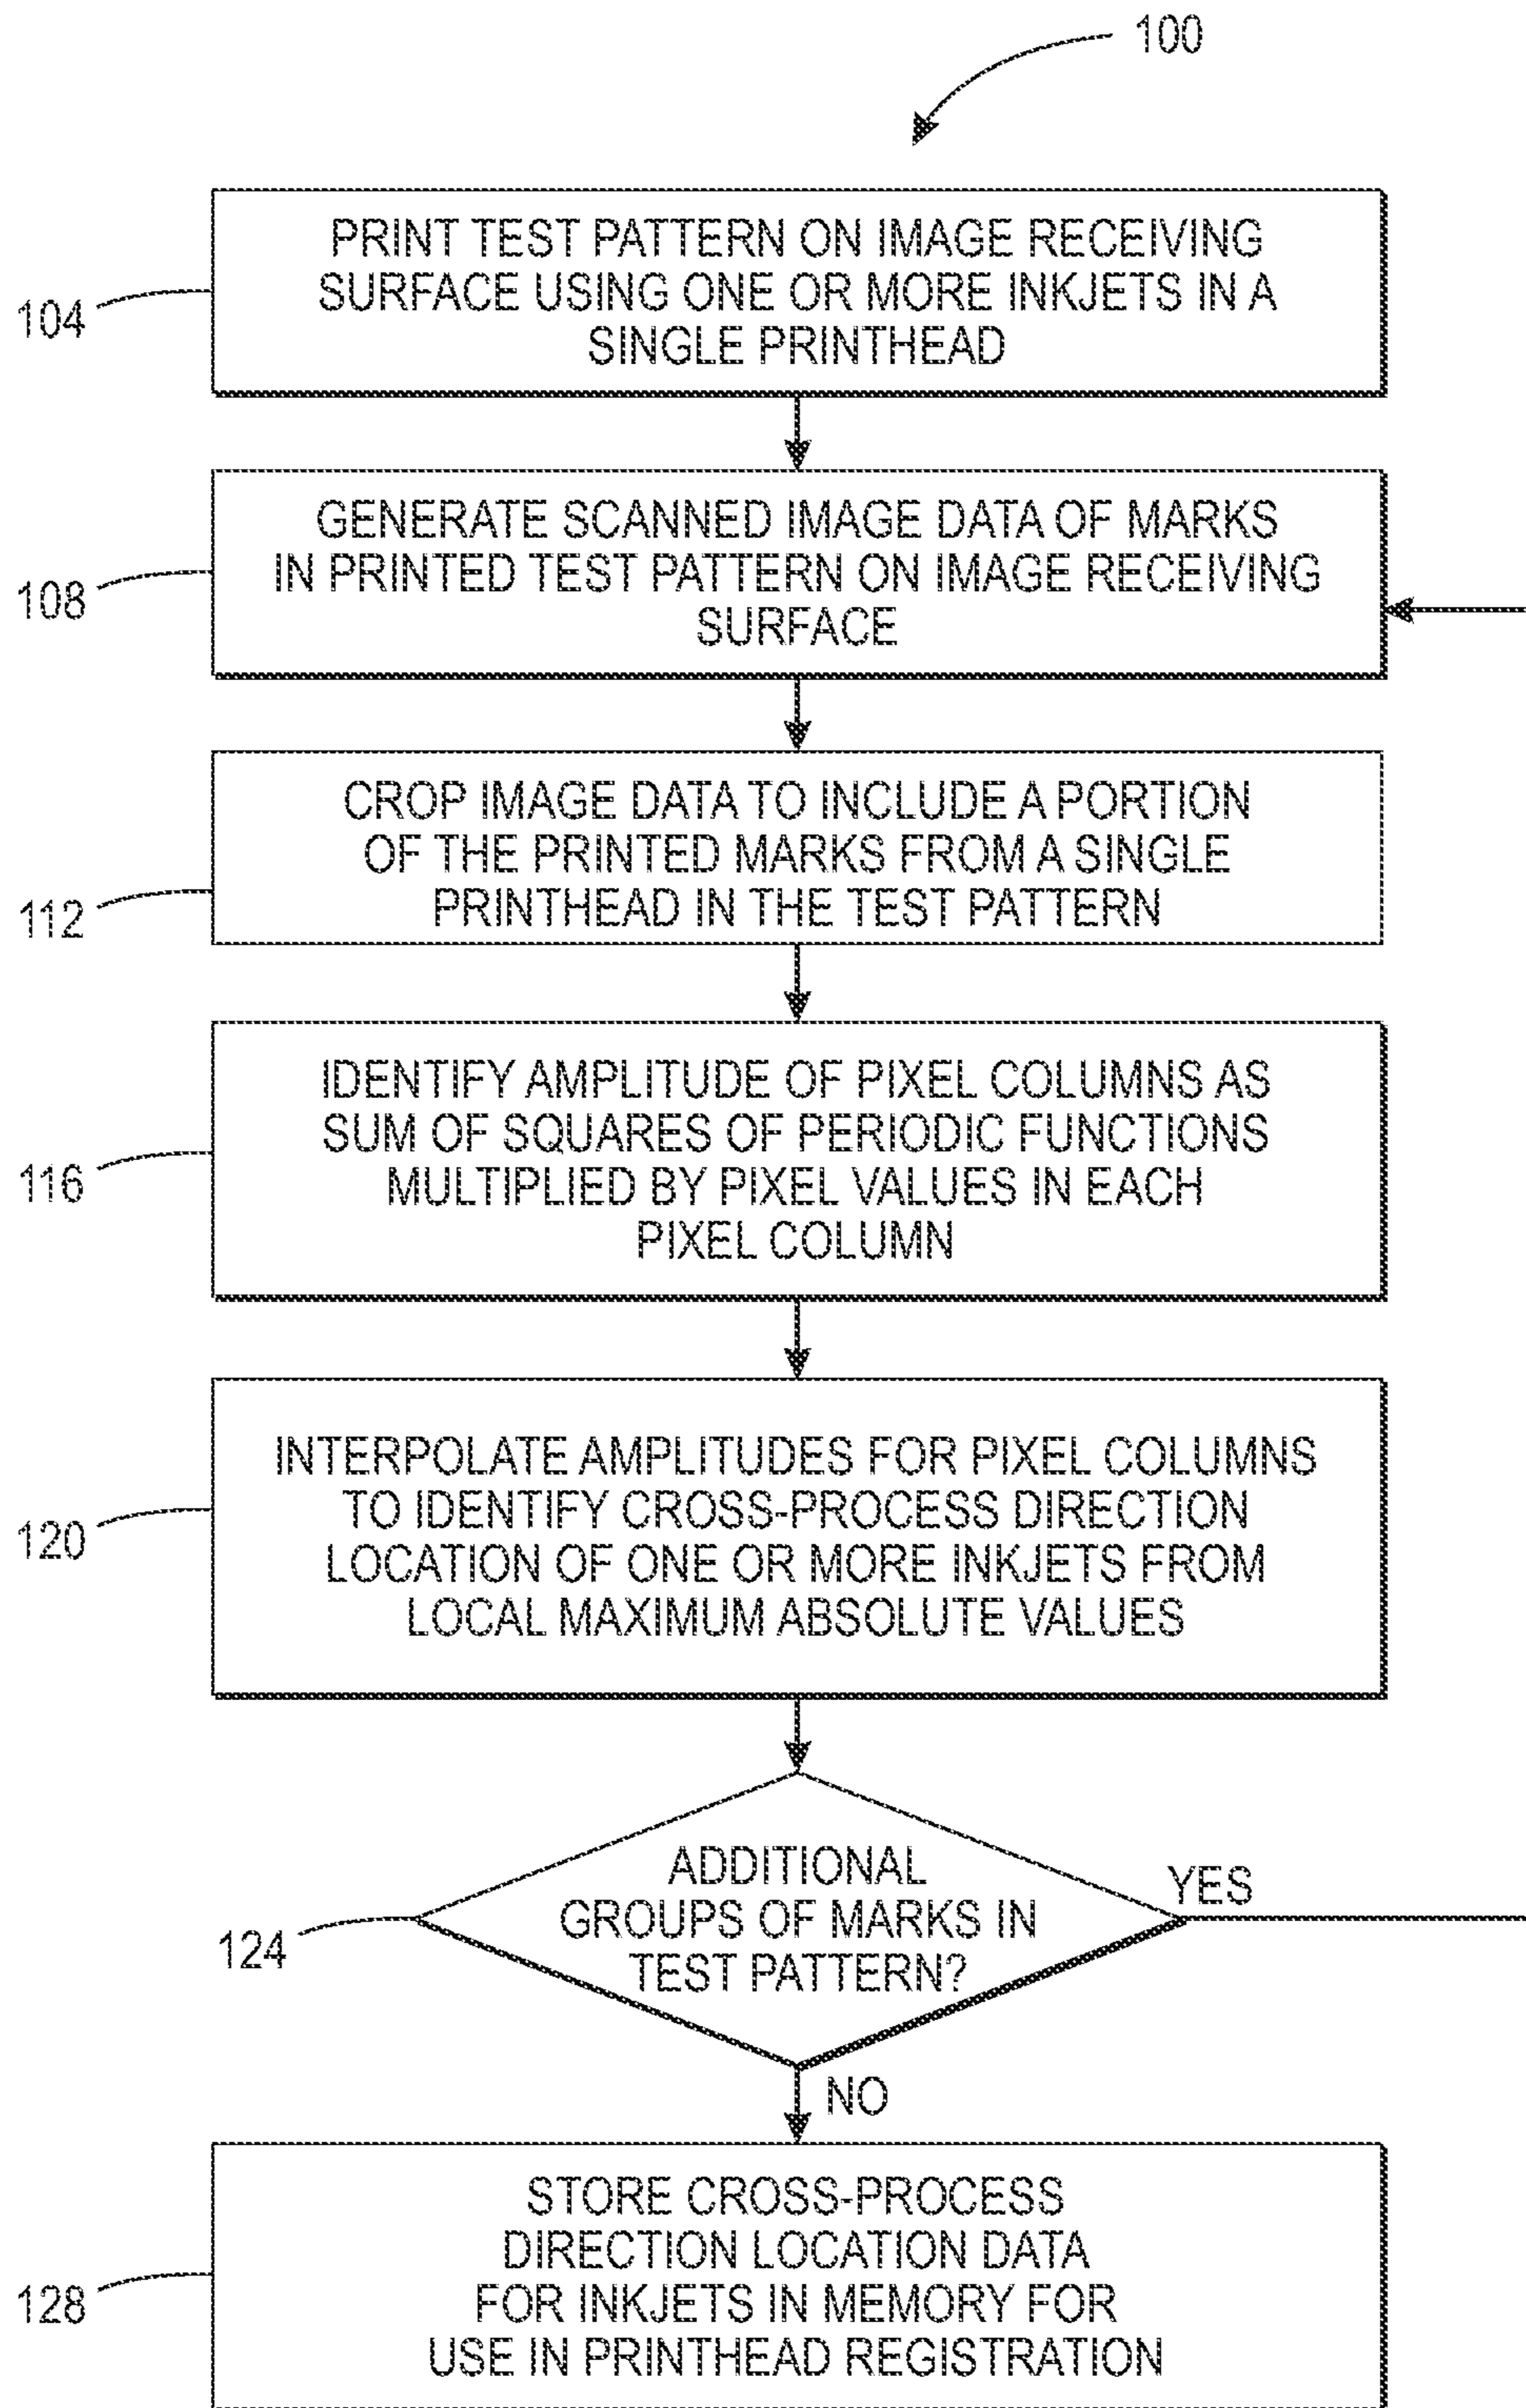 100
PRINT TEST PATTERN ON IMAGE RECEIVING
SURFACE USING ONE OR MORE INKJETS IN A
SINGLE PRINTHEAD
104
GENERATE SCANNED IMAGE DATA OF MARKS
IN PRINTED TEST PATTERN ON IMAGE RECEIVING
SURFACE
108
CROP IMAGE DATA TO INCLUDE A PORTION
OF THE PRINTED MARKS FROM A SINGLE
PRINTHEAD IN THE TEST PATTERN
112
IDENTIFY AMPLITUDE OF PIXEL COLUMNS AS
SUM OF SQUARES OF PERIODIC FUNCTIONS
MULTIPLIED BY PIXEL VALUES IN EACH
PIXEL COLUMN
116
INTERPOLATE AMPLITUDES FOR PIXEL COLUMNS
TO IDENTIFY CROSS-PROCESS DIRECTION
LOCATION OF ONE OR MORE INKJETS FROM
LOCAL MAXIMUM ABSOLUTE VALUES
120
ADDITIONAL
GROUPS OF MARKS IN
TEST PATTERN?
YES
124
NO
STORE CROSS-PROCESS
DIRECTION LOCATION DATA
FOR INKJETS IN MEMORY FOR
USE IN PRINTHEAD REGISTRATION
128